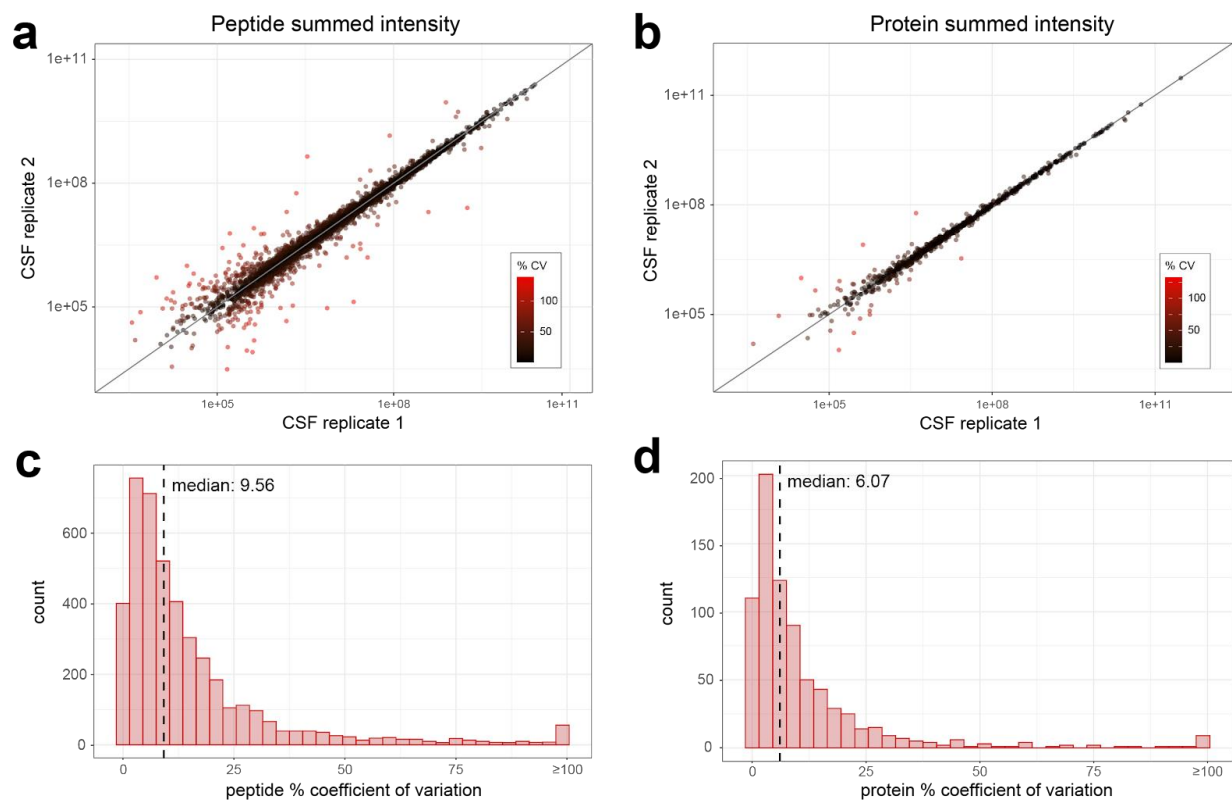 a
Peptide summed intensity
1e+11
1e+08
1e+05
CSF replicate 2
1e+05
1e+08
1e+11
CSF replicate 1
% CV
100
50
b
Protein summed intensity
1e+11
1e+08
1e+05
CSF replicate 2
1e+05
1e+08
1e+11
CSF replicate 1
% CV
100
50
c
median: 9.56
600
400
200
0
count
0
25
50
75
≥100
peptide % coefficient of variation
d
median: 6.07
200
150
100
50
0
count
0
25
50
75
≥100
protein % coefficient of variation